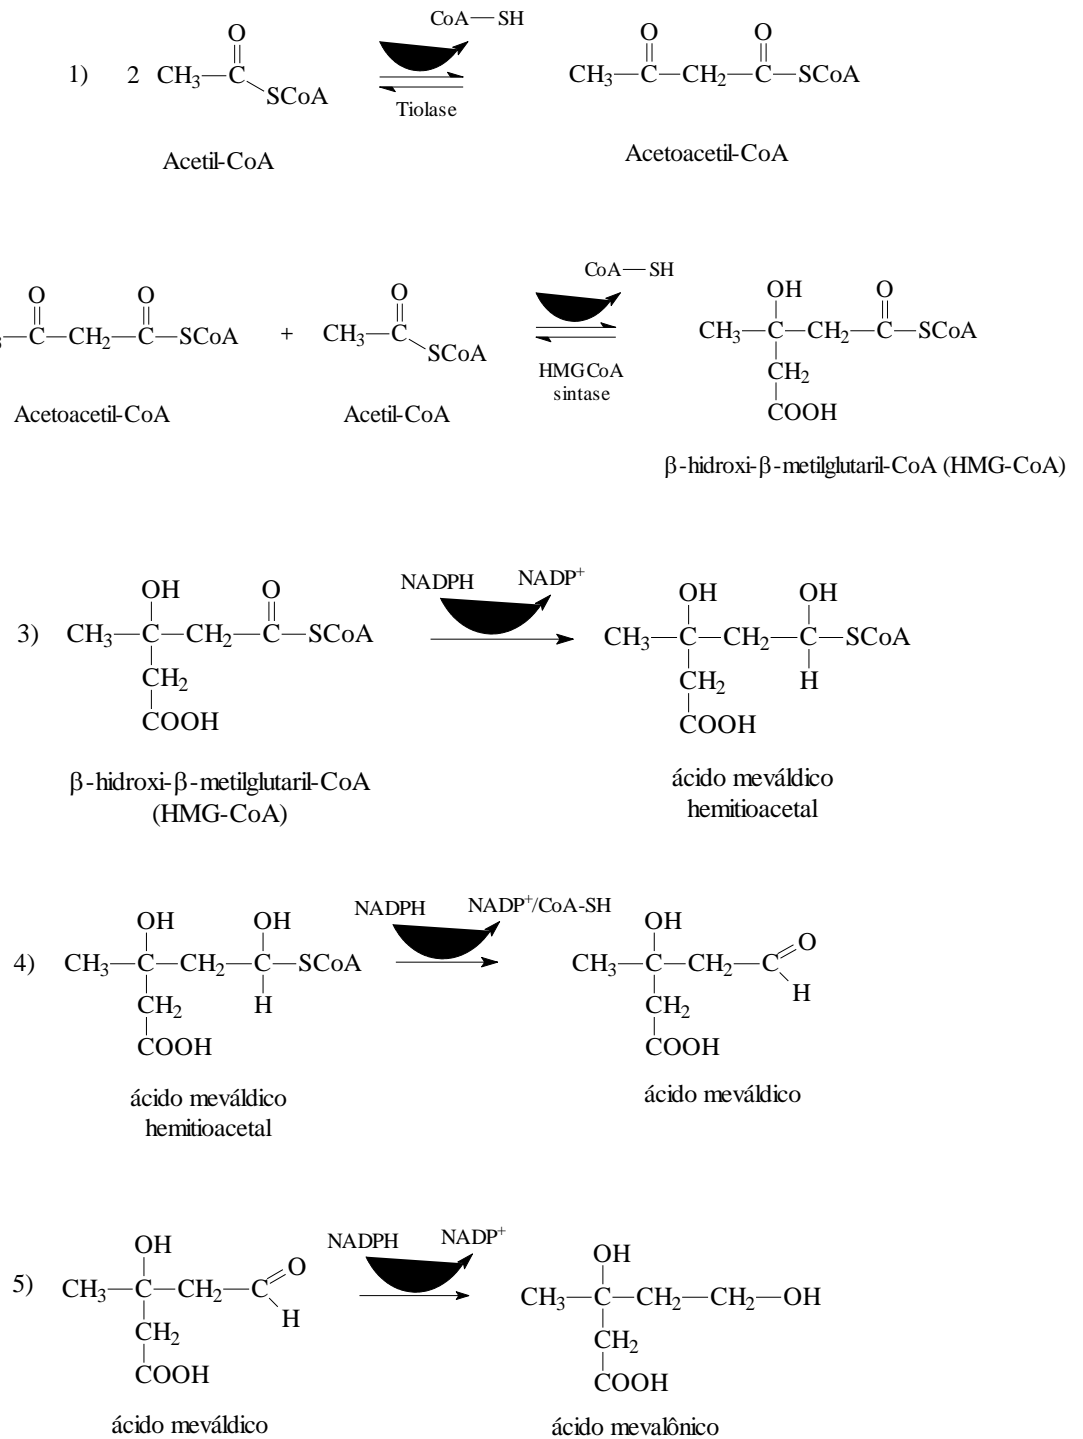 CoA—SH
1) 2 CH3—C(=O)—SCoA CH3—C(=O)—CH2—C(=O)—SCoA
Tiolase
Acetil-CoA Acetoacetil-CoA
CoA—SH
C(=O)—CH2—C(=O)—SCoA + CH3—C(=O)—SCoA CH3—C(OH)—CH2—C(=O)—SCoA
CH2
COOH
HMGCoA
sintase
Acetoacetil-CoA Acetil-CoA
β-hidroxi-β-metilglutaril-CoA (HMG-CoA)
NADPH NADP+
OH O OH OH
3) CH3—C—CH2—C—SCoA CH3—C—CH2—C—SCoA
CH2 CH2 H
COOH COOH
β-hidroxi-β-metilglutaril-CoA ácido meváldico
(HMG-CoA) hemitioacetal
NADPH NADP+/CoA-SH
OH OH OH O
4) CH3—C—CH2—C—SCoA CH3—C—CH2—C
CH2 H CH2 H
COOH COOH
ácido meváldico ácido meváldico
hemitioacetal
NADPH NADP+
OH O OH
5) CH3—C—CH2—C CH3—C—CH2—CH2—OH
CH2 H CH2
COOH COOH
ácido meváldico ácido mevalônico